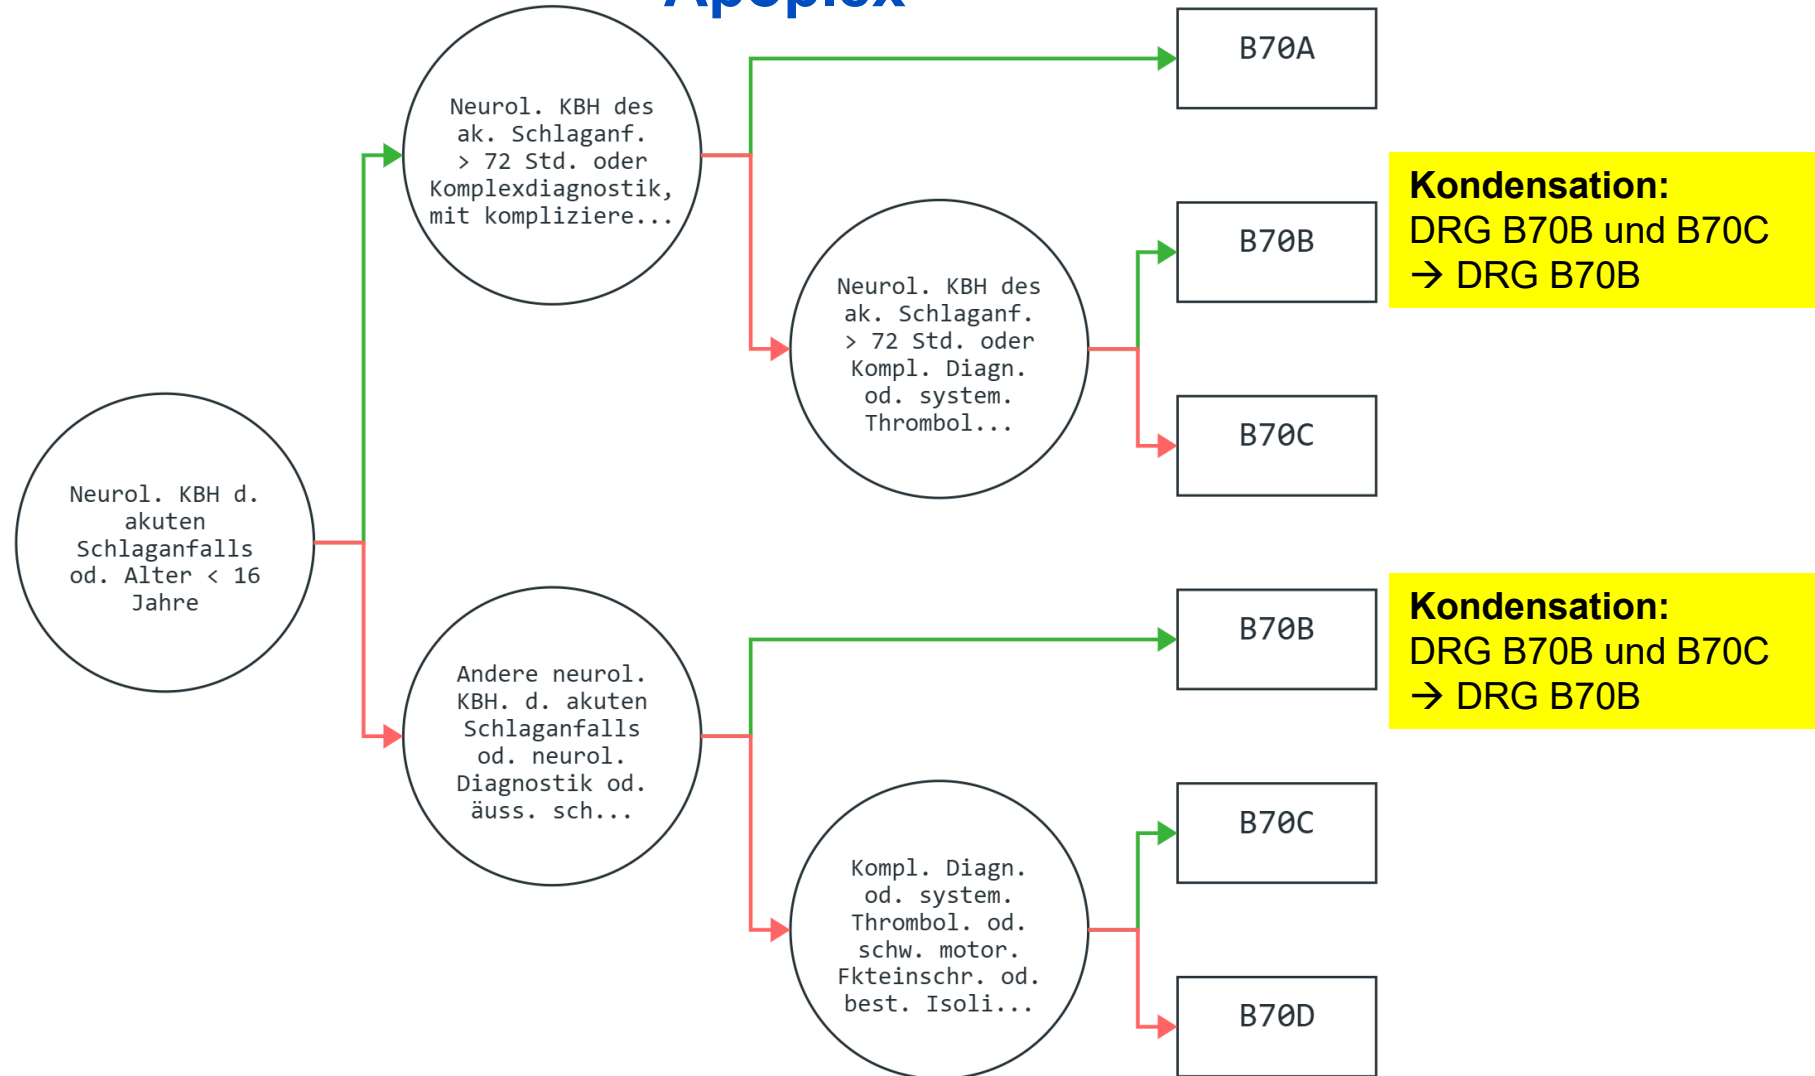 Apoplex
Neurol. KBH des
ak. Schlaganf.
> 72 Std. oder
Komplexdiagnostik,
mit kompliziere...
B70A
Kondensation:
DRG B70B und B70C
→ DRG B70B
B70B
Neurol. KBH des
ak. Schlaganf.
> 72 Std. oder
Kompl. Diagn.
od. system.
Thrombol...
B70C
Neurol. KBH d.
akuten
Schlaganfalls
od. Alter < 16
Jahre
Kondensation:
DRG B70B und B70C
→ DRG B70B
B70B
Andere neurol.
KBH. d. akuten
Schlaganfalls
od. neurol.
Diagnostik od.
äuss. sch...
B70C
Kompl. Diagn.
od. system.
Thrombol. od.
schw. motor.
Fkteinschr. od.
best. Isoli...
B70D